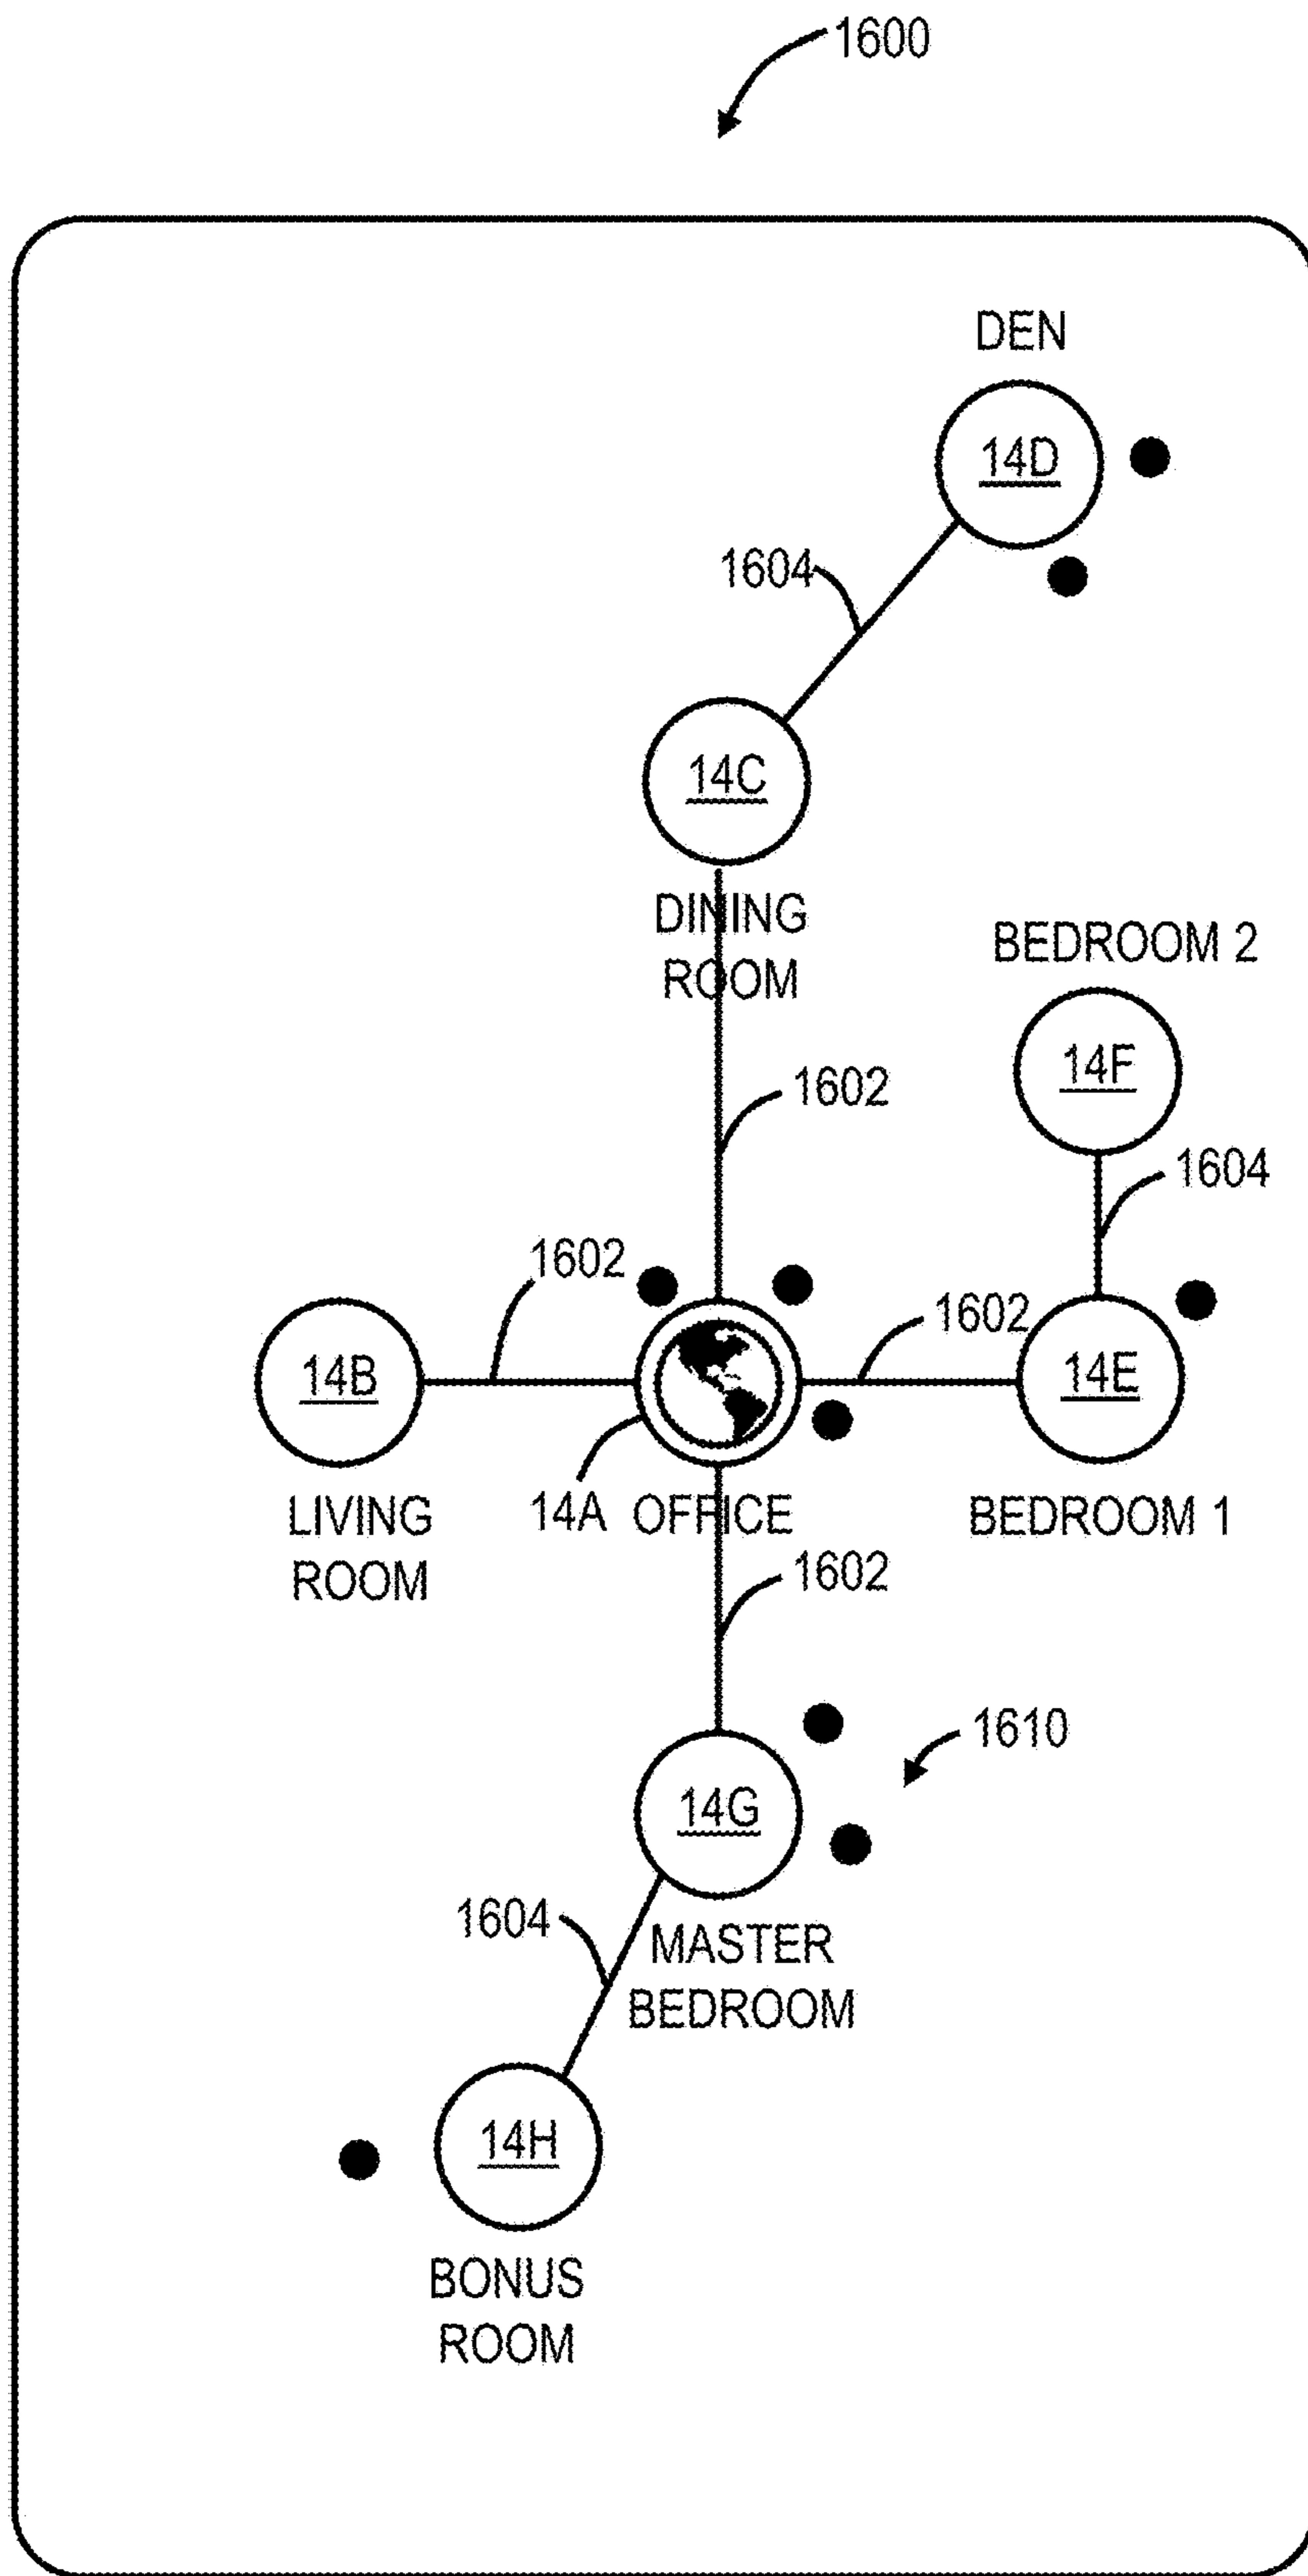 1600
DEN
14D
1604
14C
DINING
ROOM
BEDROOM 2
14F
1602
1604
1602
1602
14B
14E
LIVING
ROOM
14A OFFICE
BEDROOM 1
1602
1610
14G
1604
MASTER
BEDROOM
14H
BONUS
ROOM